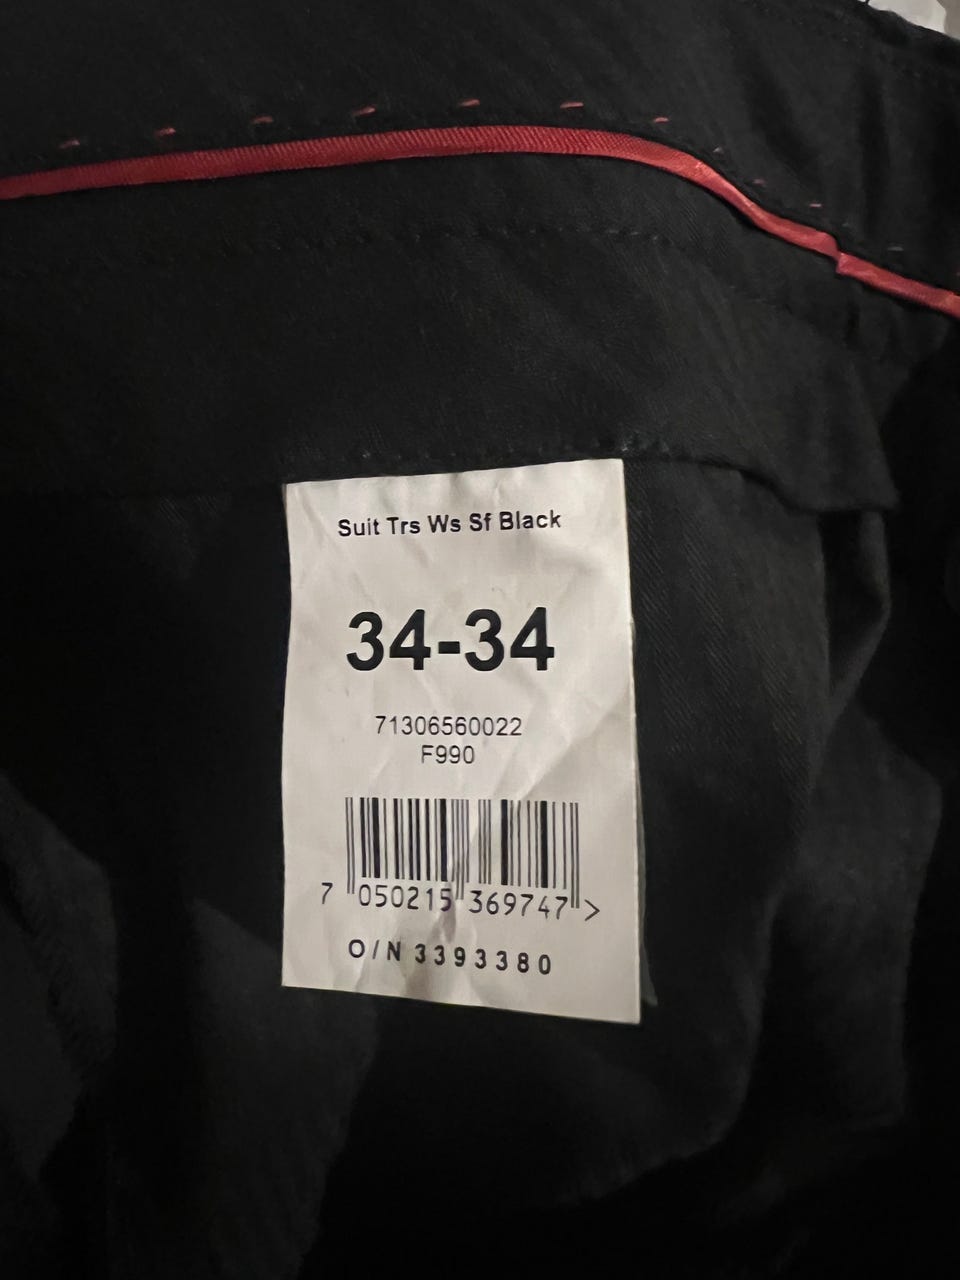 Suit Trs Ws Sf Black
34-34
71306560022
F990
7 050215 369747 >
O/N 3393380